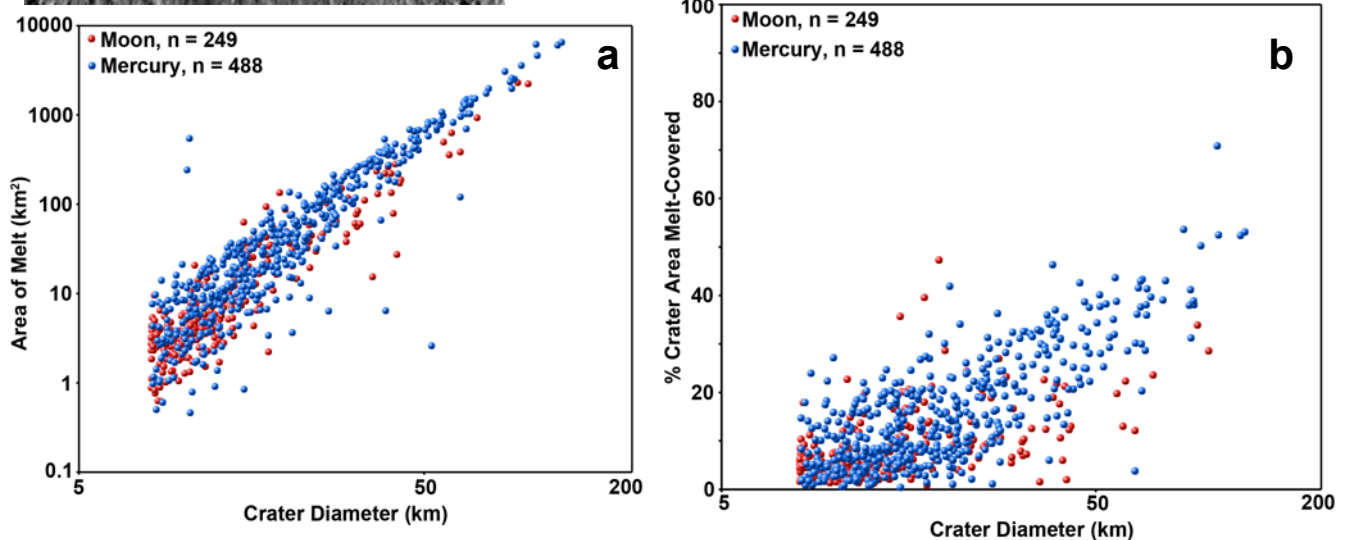 10000
1000
100
10
1
0.1
5
50
200
Area of Melt (km²)
Crater Diameter (km)
Moon, n = 249
Mercury, n = 488
a
100
80
60
40
20
0
5
50
200
% Crater Area Melt-Covered
Crater Diameter (km)
Moon, n = 249
Mercury, n = 488
b